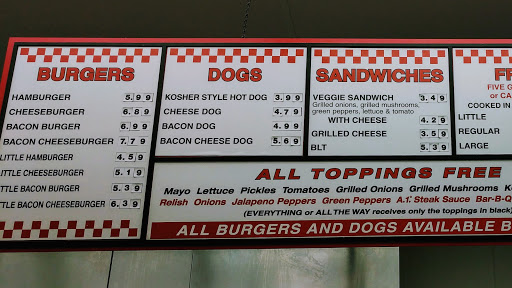 BURGERS
HAMBURGER 5.99
CHEESEBURGER 6.89
BACON BURGER 6.99
BACON CHEESEBURGER 7.79
LITTLE HAMBURGER 4.59
LITTLE CHEESEBURGER 5.19
LITTLE BACON BURGER 5.39
LITTLE BACON CHEESEBURGER 6.39
DOGS
KOSHER STYLE HOT DOG 3.99
CHEESE DOG 4.79
BACON DOG 4.99
BACON CHEESE DOG 5.69
SANDWICHES
VEGGIE SANDWICH 3.49
Grilled onions, grilled mushrooms,
green peppers, lettuce & tomato
WITH CHEESE 4.29
GRILLED CHEESE 3.59
BLT 5.39
FR
FIVE G
or CA
COOKED IN
LITTLE
REGULAR
LARGE
ALL TOPPINGS FREE
Mayo Lettuce Pickles Tomatoes Grilled Onions Grilled Mushrooms K
Relish Onions Jalapeno Peppers Green Peppers A.1. Steak Sauce Bar-B-Q
(EVERYTHING or ALL THE WAY receives only the toppings in black)
ALL BURGERS AND DOGS AVAILABLE B